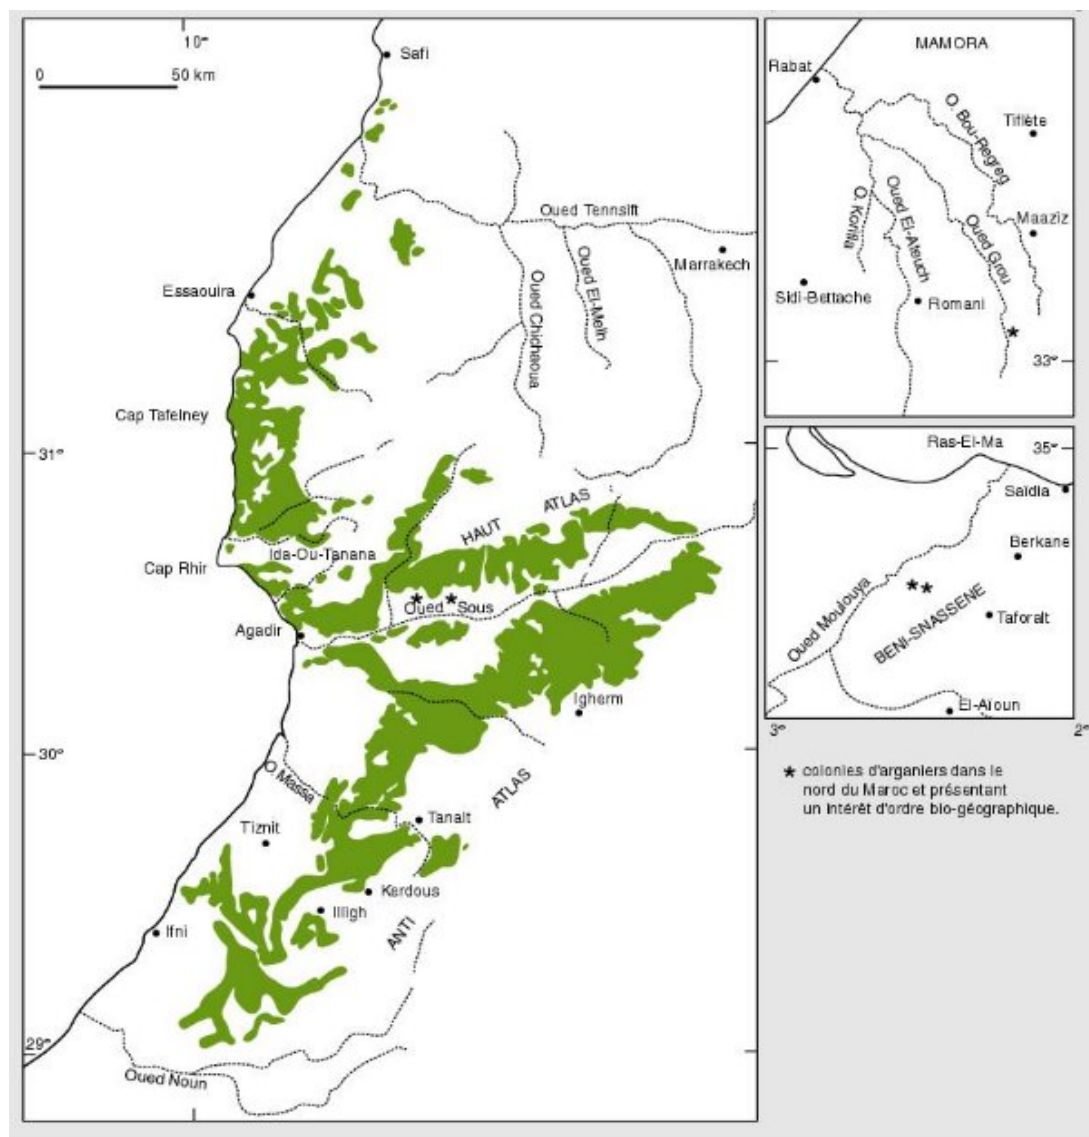 10°
0 50 km
Safi
Oued Tennsift
Marrakech
Oued Chichaoua
Oued El-Meln
Essaouira
Cap Tafelney
31°
HAUT ATLAS
Ida-Ou-Tanana
Cap Rhir
Oued Sous
Agadir
Igherm
30°
O. Massa
ANTI ATLAS
Tanalt
Tiznit
Kerdous
Illigh
Ifni
29°
Oued Noun
MAMORA
Rabat
O. Bou-Regreg
Tiflète
O. Korifla
Oued El-Ateuch
Oued Grou
Maaziz
Sidi-Bettache
Romani
33°
Ras-El-Ma
35°
Saïdia
Berkane
Oued Moulouya
BENI-SNASSENE
Taforalt
El-Aïoun
3°
2°
* colonies d'arganiers dans le
nord du Maroc et présentant
un intérêt d'ordre bio-géographique.